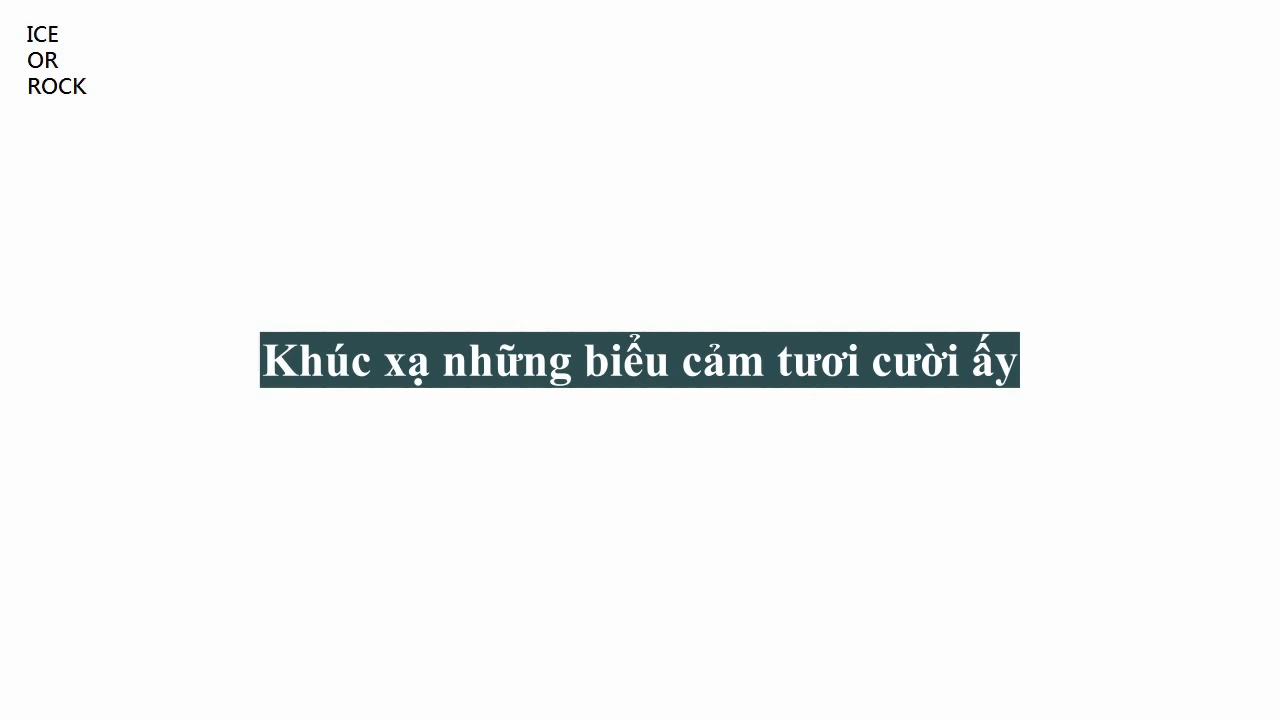 ICE
OR
ROCK
Khúc xạ những biểu cảm tươi cười ấy